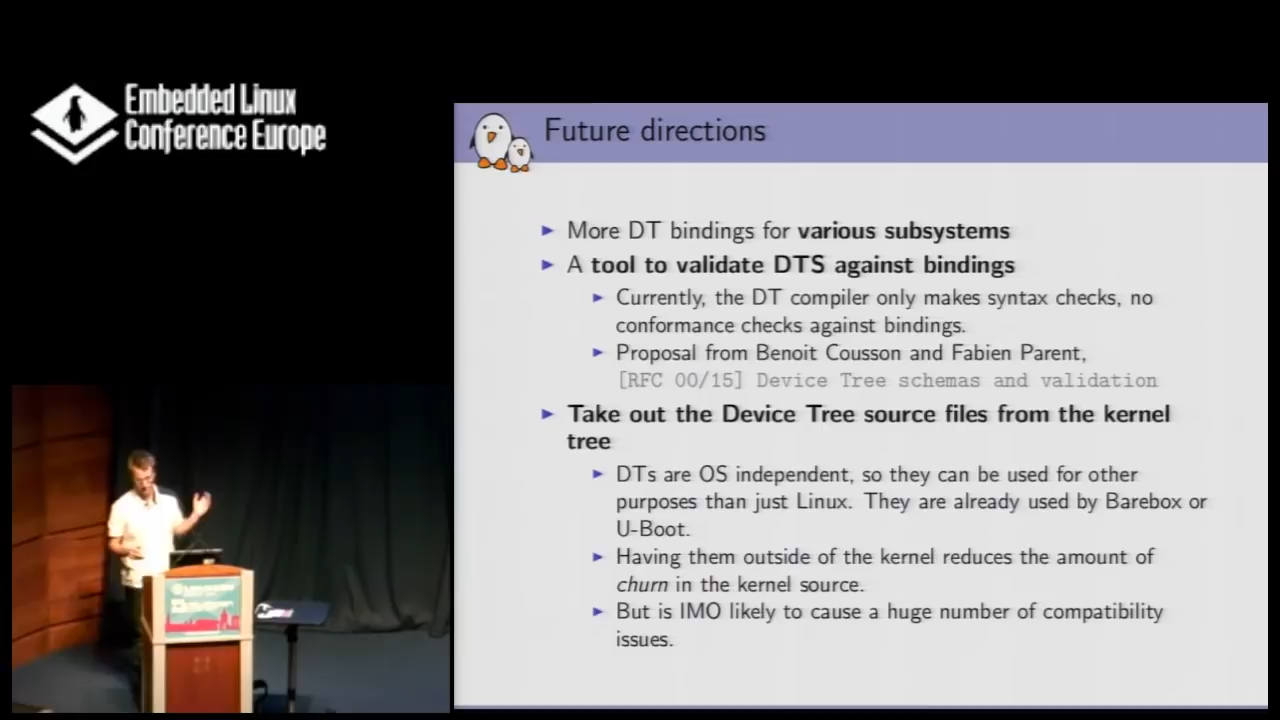 Embedded Linux
Conference Europe
Future directions
More DT bindings for various subsystems
A tool to validate DTS against bindings
Currently, the DT compiler only makes syntax checks, no
conformance checks against bindings.
Proposal from Benoit Cousson and Fabien Parent,
[RFC 00/15] Device Tree schemas and validation
Take out the Device Tree source files from the kernel
tree
DTs are OS independent, so they can be used for other
purposes than just Linux. They are already used by Barebox or
U-Boot.
Having them outside of the kernel reduces the amount of
churn in the kernel source.
But is IMO likely to cause a huge number of compatibility
issues.